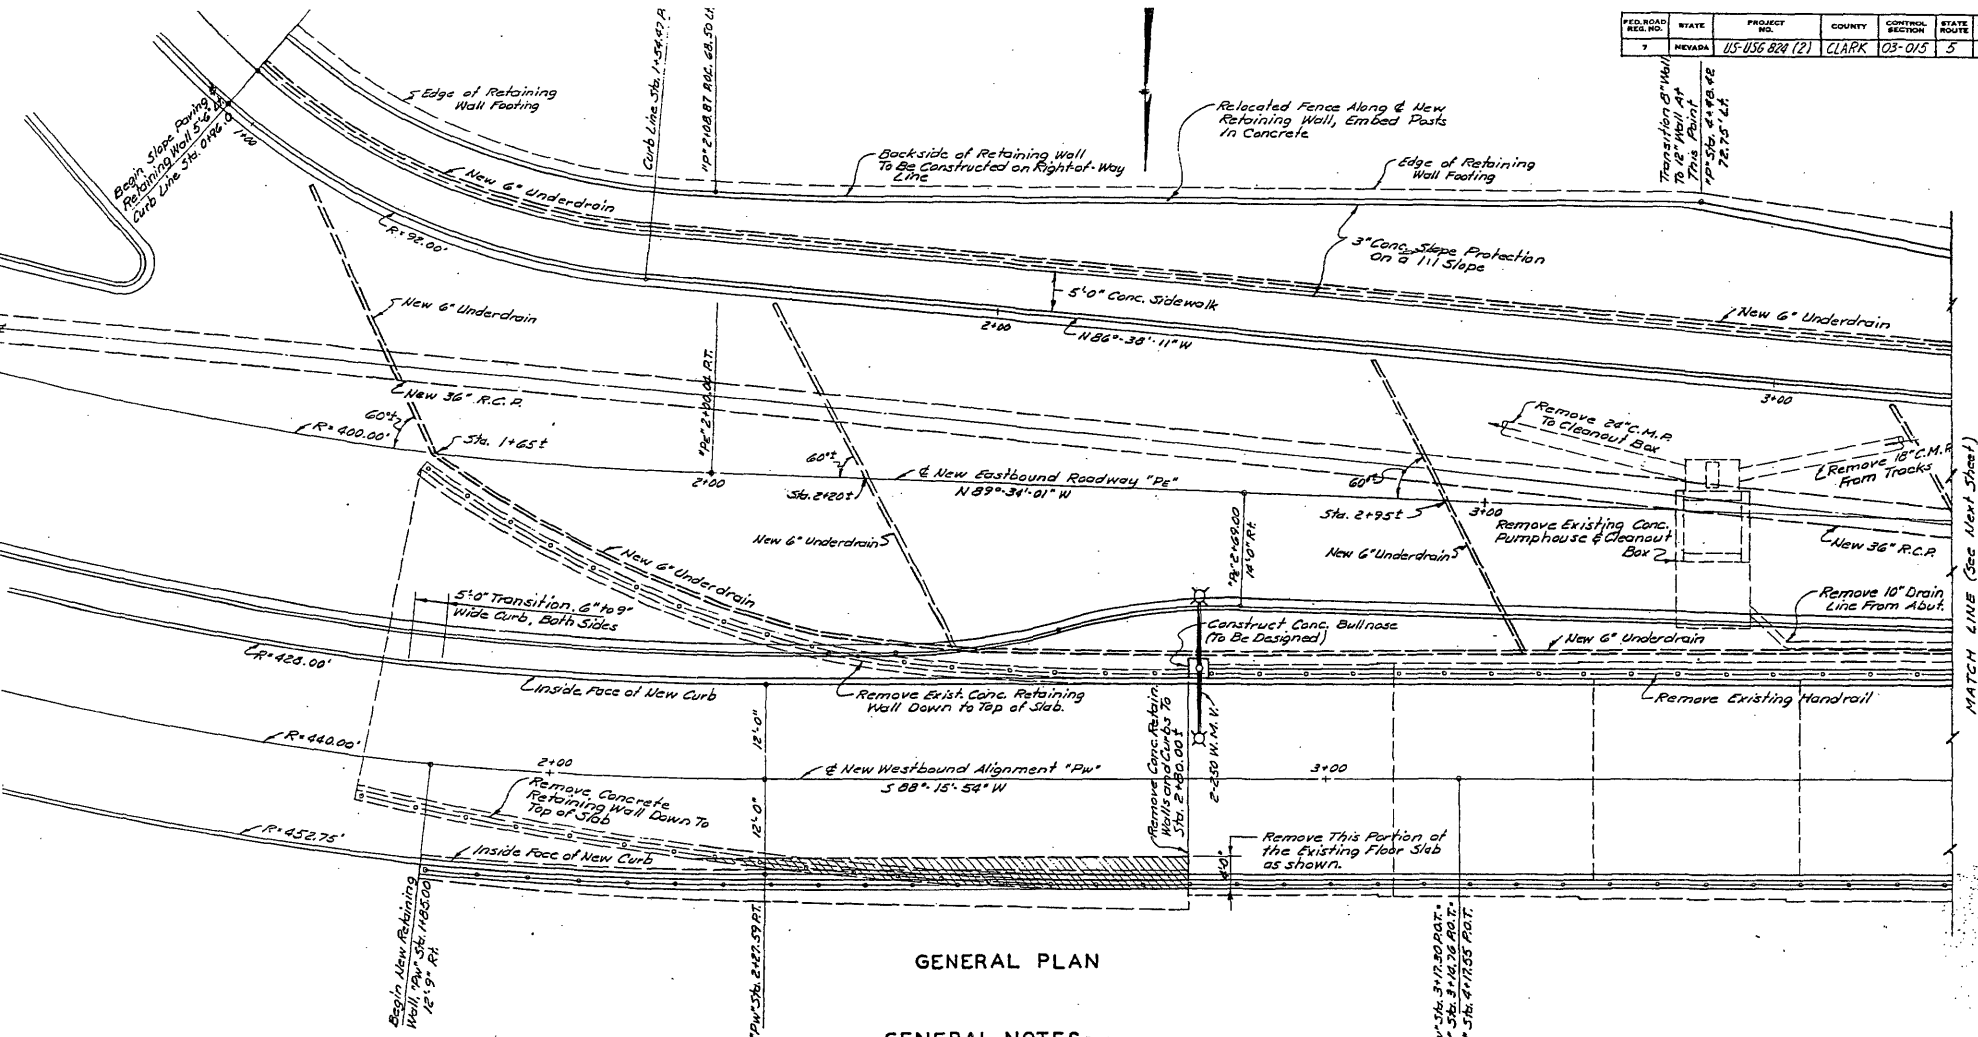 FED. ROAD
REG. NO.
STATE
PROJECT
NO.
COUNTY
CONTROL
SECTION
STATE
ROUTE
7
NEVADA
US-USG 824 (2)
CLARK
03-015
5
Edge of Retaining
Wall Footing
Curb Line Sta. 1+54.47 P.
"P" 2+08.87 P.O.C. 68.50 Lt.
Relocated Fence Along ℄ New
Retaining Wall, Embed Posts
In Concrete
Transition 8" Wall
To 12" Wall At
This Point
"P" Sta. 4+48.48
72.75' Lt.
Begin Slope Paving &
Retaining Wall 5'-6" Lt.
Curb Line Sta. 0+96.0
1+00
Backside of Retaining Wall
To Be Constructed on Right-of-Way
Line
Edge of Retaining
Wall Footing
New 6" Underdrain
R=92.00'
3" Conc. Slope Protection
On a 1:1 Slope
New 6" Underdrain
5'-0" Conc. Sidewalk
2+00
N 86°-38'-11" W
New 6" Underdrain
3+00
"PE" 2+00.04 P.T.
New 36" R.C.P.
60°±
R=400.00'
Sta. 1+65±
2+00
60°±
Sta. 2+20±
℄ New Eastbound Roadway "PE"
N 89°-34'-01" W
60°±
Sta. 2+95±
3+00
Remove 24" C.M.P.
To Cleanout Box
Remove 18" C.M.P.
From Tracks
Remove Existing Conc.
Pumphouse & Cleanout
Box
New 36" R.C.P.
New 6" Underdrain
New 6" Underdrain
New 6" Underdrain
"PE" 2+69.00
14'-0" Rt.
Remove 10" Drain
Line From Abut.
MATCH LINE (See Next Sheet)
5'-0" Transition, 6" to 9"
Wide Curb, Both Sides
Construct Conc. Bullnose
(To Be Designed)
New 6" Underdrain
R=428.00'
Inside Face of New Curb
Remove Exist. Conc. Retaining
Wall Down to Top of Slab.
Remove Existing Handrail
R=440.00'
12'-0"
2+00
℄ New Westbound Alignment "Pw"
S 88°-15'-54" W
Remove Conc. Retain.
Walls and Curbs To
Sta. 2+80.00±
2-250 W. M.V.
3+00
Remove Concrete
Retaining Wall Down To
Top of Slab
12'-0"
R=452.75'
Inside Face of New Curb
4'-0"
Remove This Portion of
the Existing Floor Slab
as shown.
Begin New Retaining
Wall, "Pw" Sta. 1+85.00
12'-9" Rt.
"Pw" Sta. 2+27.59 P.T.
Sta. 3+17.30 P.O.T.=
Sta. 3+16.76 P.O.T.=
Sta. 4+17.55 P.O.T.
GENERAL PLAN
GENERAL NOTES: